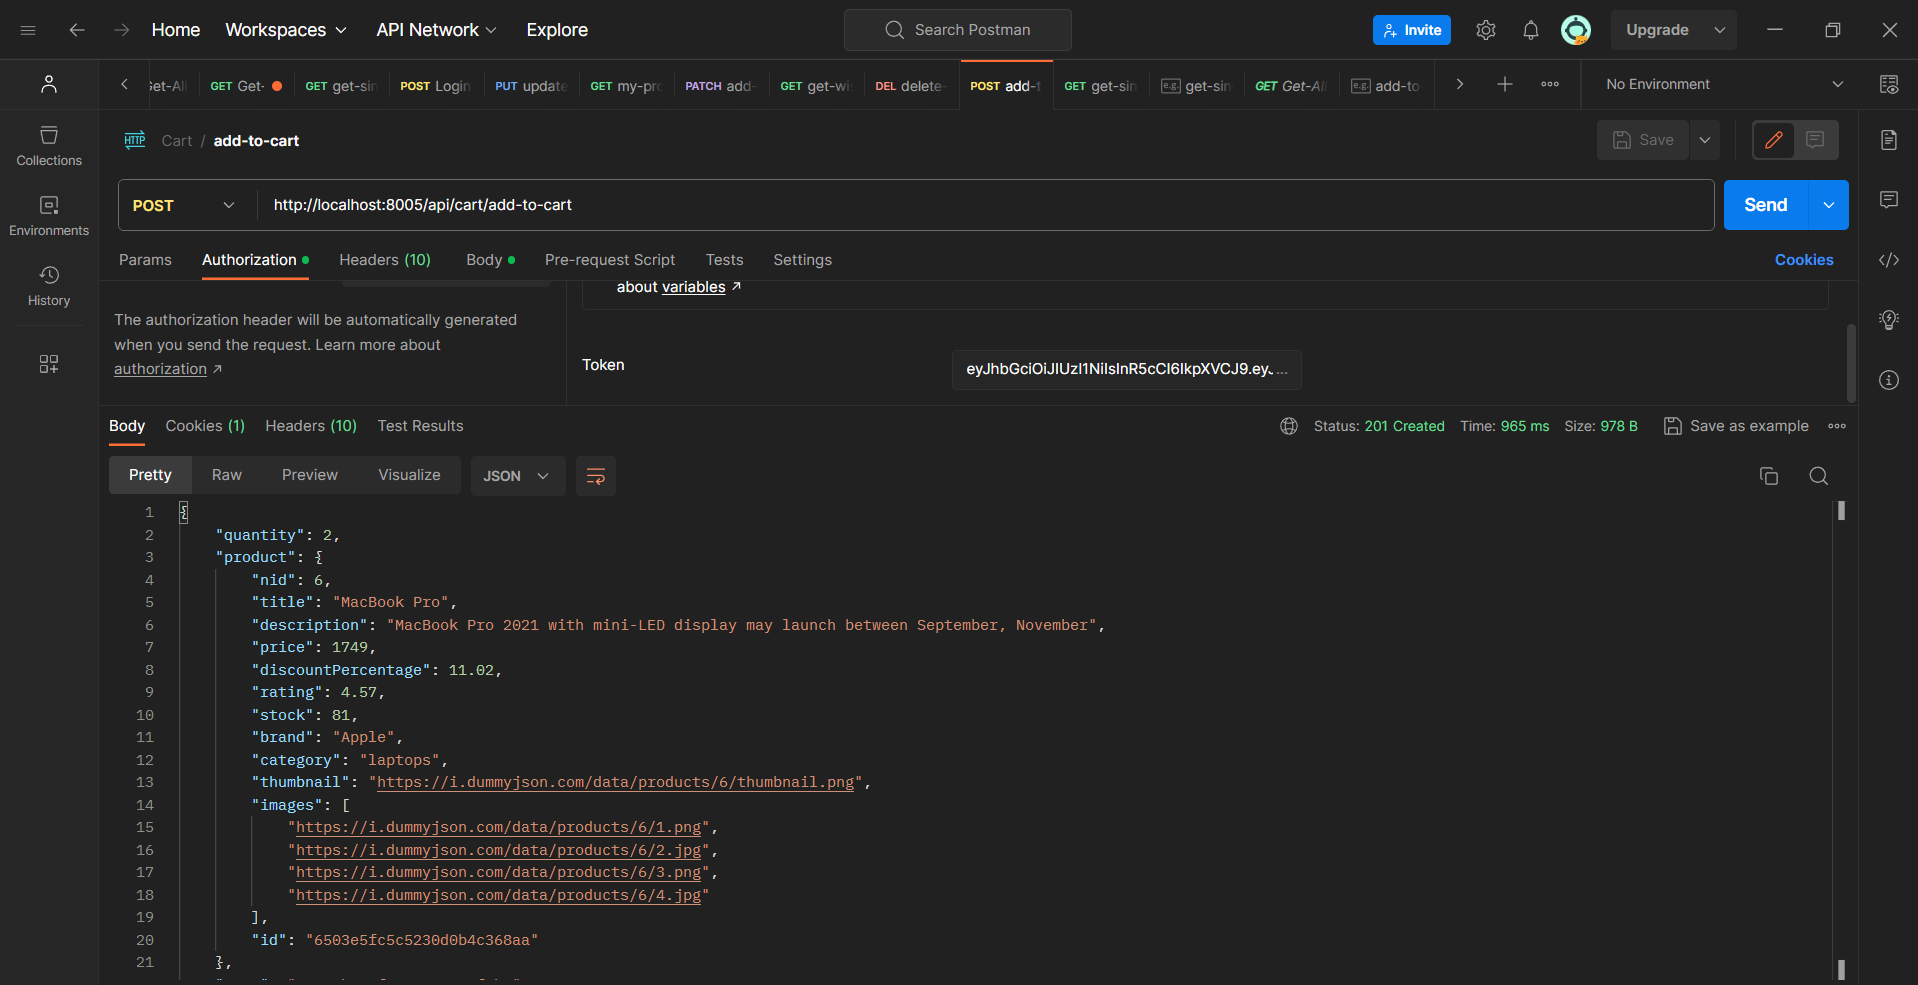 Home Workspaces API Network Explore Search Postman Invite Upgrade
GET Get- GET get-sin POST Login PUT update GET my-pro PATCH add- GET get-wi DEL delete- POST add-t GET get-sin e.g. get-sin GET Get-All e.g. add-to No Environment
HTTP Cart / add-to-cart Save
Collections
POST http://localhost:8005/api/cart/add-to-cart Send
Environments
Params Authorization Headers (10) Body Pre-request Script Tests Settings Cookies
History
about variables ↗
The authorization header will be automatically generated
when you send the request. Learn more about
authorization ↗
Token eyJhbGciOiJIUzI1NiIsInR5cCI6IkpXVCJ9.eyJ...
Body Cookies (1) Headers (10) Test Results Status: 201 Created Time: 965 ms Size: 978 B Save as example
Pretty Raw Preview Visualize JSON
1 {
2 "quantity": 2,
3 "product": {
4 "nid": 6,
5 "title": "MacBook Pro",
6 "description": "MacBook Pro 2021 with mini-LED display may launch between September, November",
7 "price": 1749,
8 "discountPercentage": 11.02,
9 "rating": 4.57,
10 "stock": 81,
11 "brand": "Apple",
12 "category": "laptops",
13 "thumbnail": "https://i.dummyjson.com/data/products/6/thumbnail.png",
14 "images": [
15 "https://i.dummyjson.com/data/products/6/1.png",
16 "https://i.dummyjson.com/data/products/6/2.jpg",
17 "https://i.dummyjson.com/data/products/6/3.png",
18 "https://i.dummyjson.com/data/products/6/4.jpg"
19 ],
20 "id": "6503e5fc5c5230d0b4c368aa"
21 },